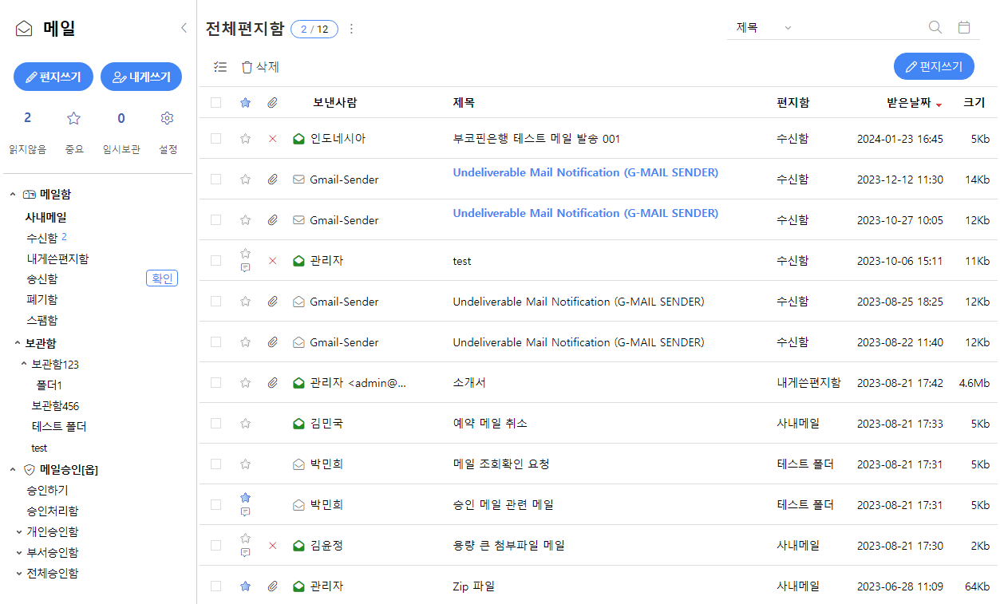 메일
편지쓰기 내게쓰기
2 0
읽지않음 중요 임시보관 설정
메일함
사내메일
수신함 2
내게쓴편지함
송신함 확인
폐기함
스팸함
보관함
보관함123
폴더1
보관함456
테스트 폴더
test
메일승인[옵]
승인하기
승인처리함
개인승인함
부서승인함
전체승인함
전체편지함 2 / 12
제목
삭제
편지쓰기
보낸사람 제목 편지함 받은날짜 크기
인도네시아 부코핀은행 테스트 메일 발송 001 수신함 2024-01-23 16:45 5Kb
Gmail-Sender Undeliverable Mail Notification (G-MAIL SENDER) 수신함 2023-12-12 11:30 14Kb
Gmail-Sender Undeliverable Mail Notification (G-MAIL SENDER) 수신함 2023-10-27 10:05 12Kb
관리자 test 수신함 2023-10-06 15:11 11Kb
Gmail-Sender Undeliverable Mail Notification (G-MAIL SENDER) 수신함 2023-08-25 18:25 12Kb
Gmail-Sender Undeliverable Mail Notification (G-MAIL SENDER) 수신함 2023-08-22 11:40 12Kb
관리자 <admin@... 소개서 내게쓴편지함 2023-08-21 17:42 4.6Mb
김민국 예약 메일 취소 사내메일 2023-08-21 17:33 5Kb
박민희 메일 조회확인 요청 테스트 폴더 2023-08-21 17:31 5Kb
박민희 승인 메일 관련 메일 테스트 폴더 2023-08-21 17:31 5Kb
김윤정 용량 큰 첨부파일 메일 사내메일 2023-08-21 17:30 2Kb
관리자 Zip 파일 사내메일 2023-06-28 11:09 64Kb